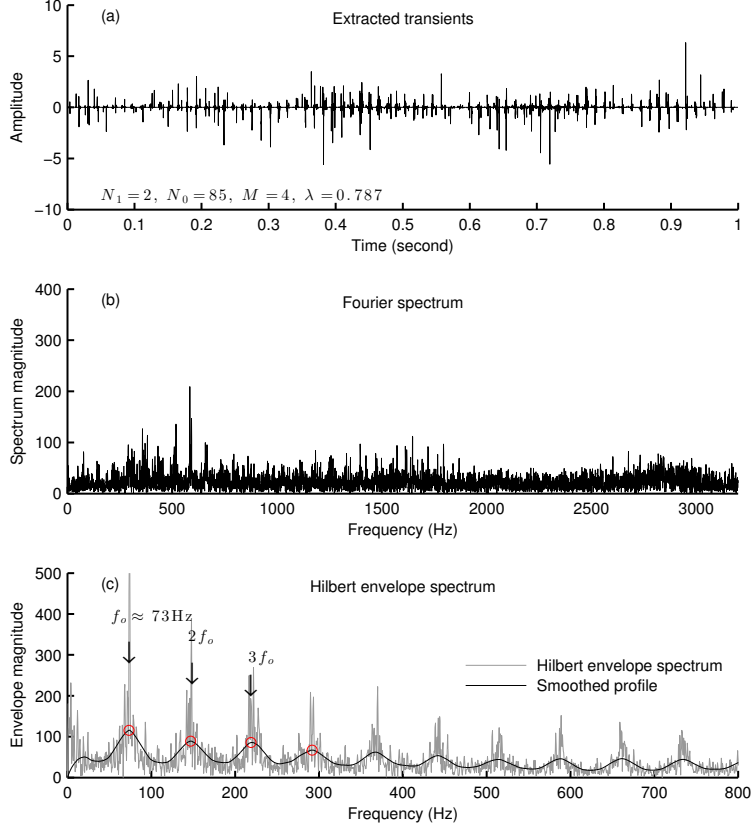 (a) Extracted transients
Amplitude
10
5
0
−5
−10
N₁=2, N₀=85, M=4, λ=0.787
0 0.1 0.2 0.3 0.4 0.5 0.6 0.7 0.8 0.9 1
Time (second)
(b) Fourier spectrum
Spectrum magnitude
400
300
200
100
0
0 500 1000 1500 2000 2500 3000
Frequency (Hz)
(c) Hilbert envelope spectrum
Envelope magnitude
500
400
300
200
100
0
fₒ ≈ 73Hz
2fₒ
3fₒ
Hilbert envelope spectrum
Smoothed profile
0 100 200 300 400 500 600 700 800
Frequency (Hz)